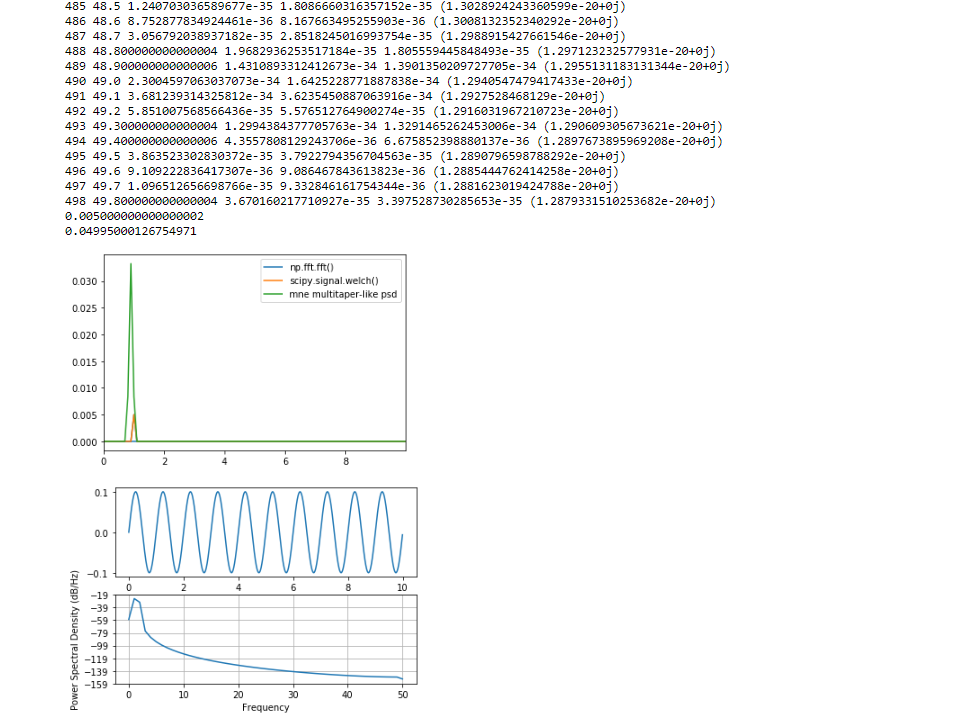 485 48.5 1.240703036589677e-35 1.8086660316357152e-35 (1.3028924243360599e-20+0j)
486 48.6 8.752877834924461e-36 8.167663495255903e-36 (1.3008132352340292e-20+0j)
487 48.7 3.056792038937182e-35 2.8518245016993754e-35 (1.2988915427661546e-20+0j)
488 48.800000000000004 1.9682936253517184e-35 1.805559445848493e-35 (1.297123232577931e-20+0j)
489 48.900000000000006 1.4310893312412673e-34 1.3901350209727705e-34 (1.2955131183131344e-20+0j)
490 49.0 2.3004597063037073e-34 1.6425228771887838e-34 (1.2940547479417433e-20+0j)
491 49.1 3.681239314325812e-34 3.6235450887063916e-34 (1.2927528468129e-20+0j)
492 49.2 5.851007568566436e-35 5.576512764900274e-35 (1.2916031967210723e-20+0j)
493 49.300000000000004 1.2994384377705763e-34 1.3291465262453006e-34 (1.290609305673621e-20+0j)
494 49.400000000000006 4.3557808129243706e-36 6.675852398880137e-36 (1.2897673895969208e-20+0j)
495 49.5 3.863523302830372e-35 3.7922794356704563e-35 (1.2890796598788292e-20+0j)
496 49.6 9.109222836417307e-36 9.086467843613823e-36 (1.2885444762414258e-20+0j)
497 49.7 1.096512656698766e-35 9.332846161754344e-36 (1.2881623019424788e-20+0j)
498 49.800000000000004 3.670160217710927e-35 3.397528730285653e-35 (1.2879331510253682e-20+0j)
0.005000000000000002
0.04995000126754971
np.fft.fft()
scipy.signal.welch()
mne multitaper-like psd
0.030
0.025
0.020
0.015
0.010
0.005
0.000
0 2 4 6 8
0.1
0.0
−0.1
0 2 4 6 8 10
Power Spectral Density (dB/Hz)
−19
−39
−59
−79
−99
−119
−139
−159
0 10 20 30 40 50
Frequency